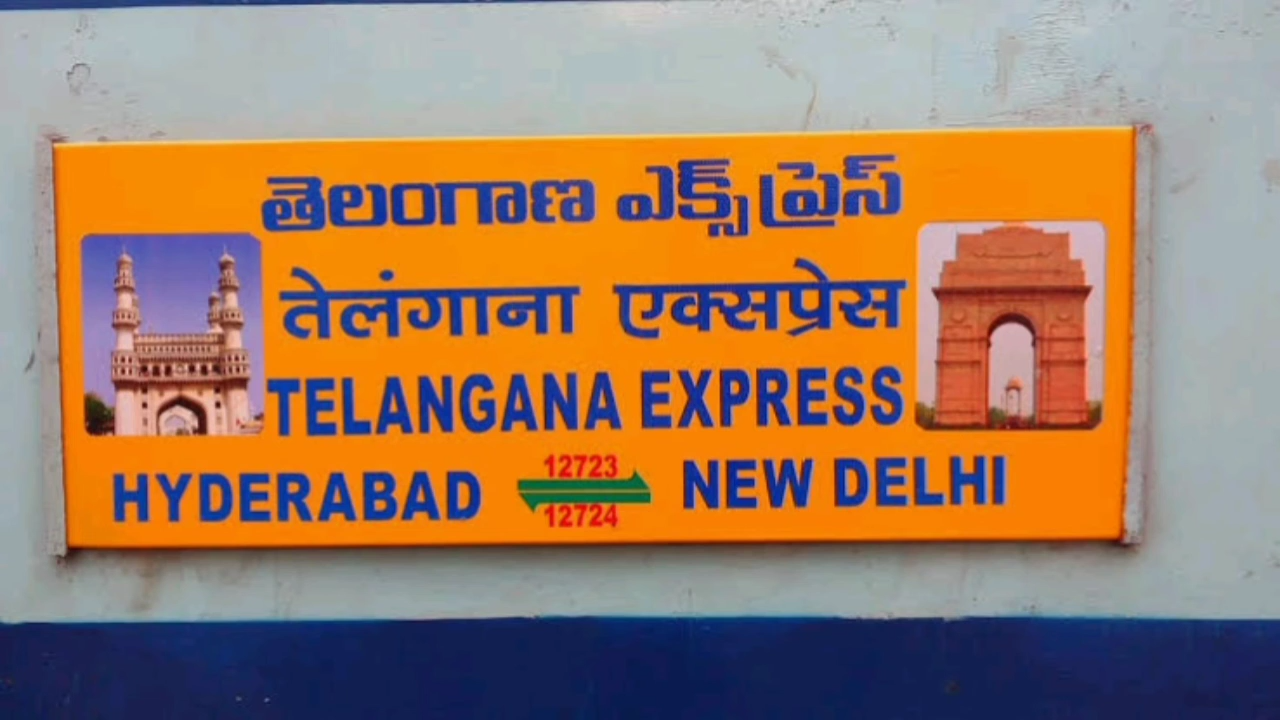 తెలంగాణ ఎక్స్ ప్రెస్
तेलंगाना एक्सप्रेस
TELANGANA EXPRESS
HYDERABAD 12723 12724 NEW DELHI